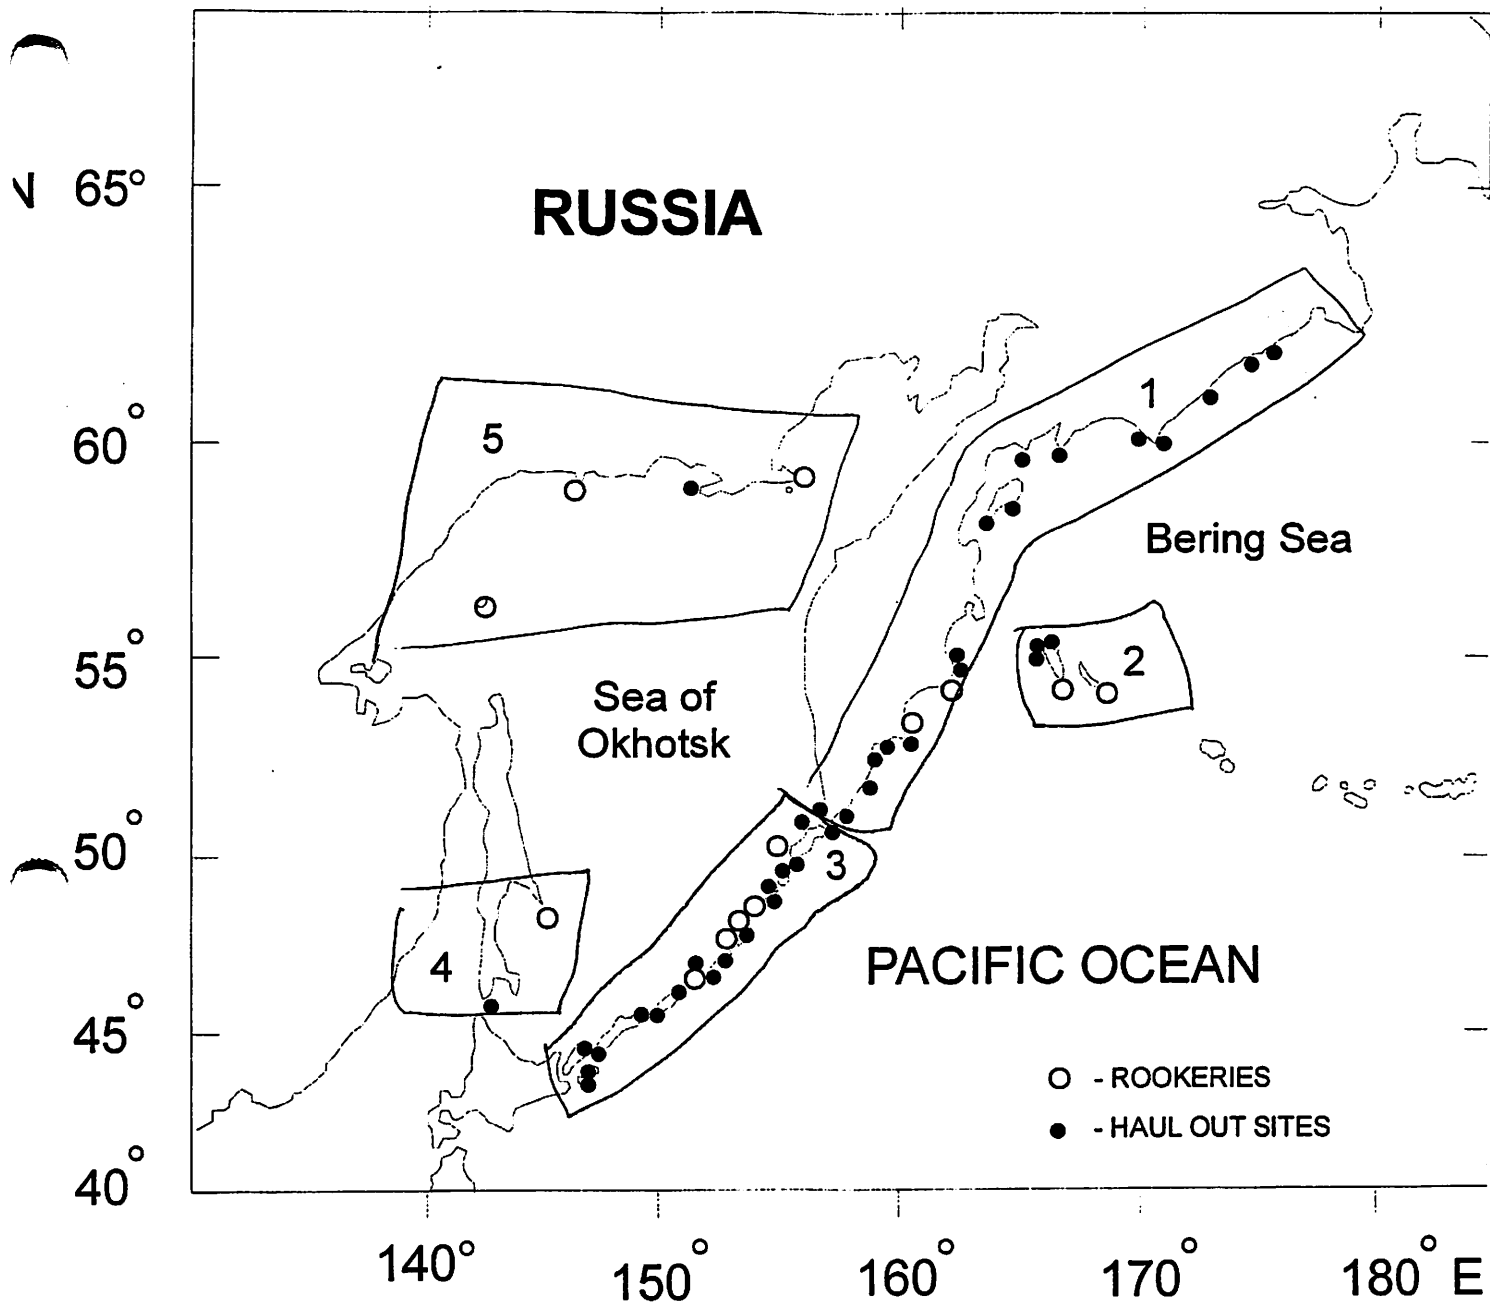 N
65°
RUSSIA
1
60°
5
Bering Sea
55°
2
Sea of
Okhotsk
50°
3
4
PACIFIC OCEAN
45°
- ROOKERIES
- HAUL OUT SITES
40°
140° 150° 160° 170° 180° E